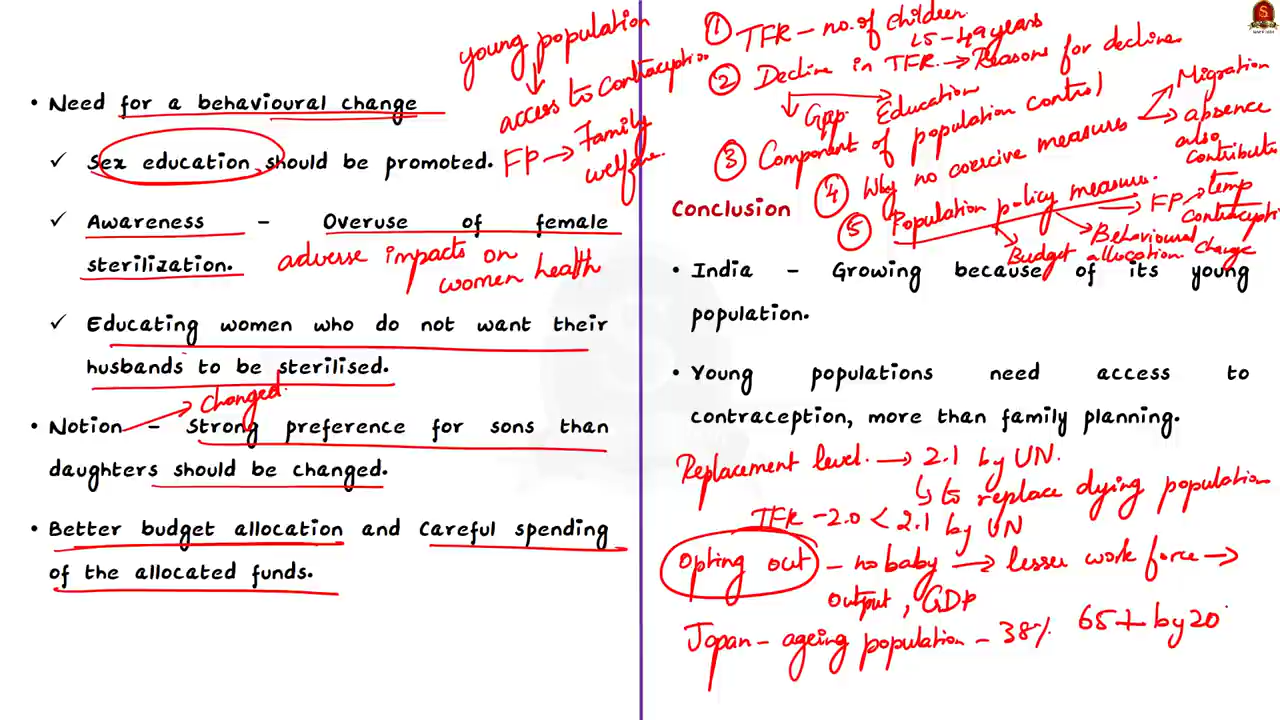 • Need for a behavioural change
✓ Sex education should be promoted.
✓ Awareness – Overuse of female
sterilization.
adverse impacts on
women health
✓ Educating women who do not want their
husbands to be sterilised.
changed.
• Notion – Strong preference for sons than
daughters should be changed.
• Better budget allocation and Careful spending
of the allocated funds.
young population
access to Contraception
FP → Family
welfare.
① TFR – no. of children
15 – 49 years
② Decline in TFR → Reasons for decline
Education
③ Component of population control
④ Why no coercive measures
Migration
absence
also
contribute
⑤ Population policy measures.
→ FP → temp
contracepti
Behavioural
change
Budget allocation
Conclusion
• India – Growing because of its young
population.
• Young populations need access to
contraception, more than family planning.
Replacement level → 2.1 by UN.
↳ to replace dying population
TFR – 2.0 < 2.1 by UN
Opting out – no baby → lesser work force →
output, GDP
Japan – ageing population – 38% 65+ by 20